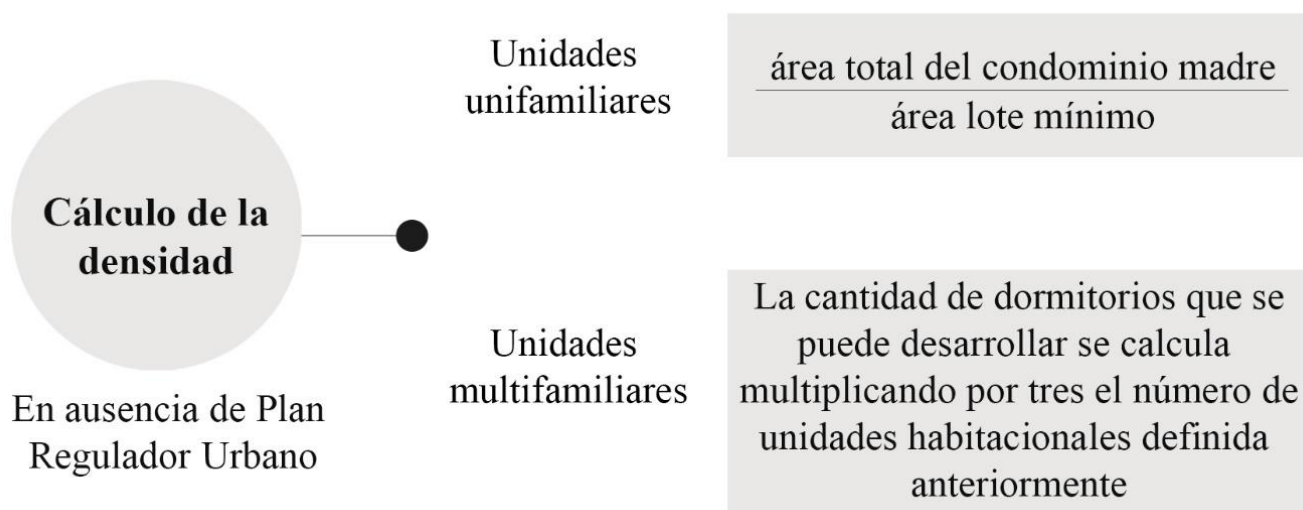 Cálculo de la
densidad
En ausencia de Plan
Regulador Urbano
Unidades
unifamiliares
área total del condominio madre
área lote mínimo
Unidades
multifamiliares
La cantidad de dormitorios que se
puede desarrollar se calcula
multiplicando por tres el número de
unidades habitacionales definida
anteriormente